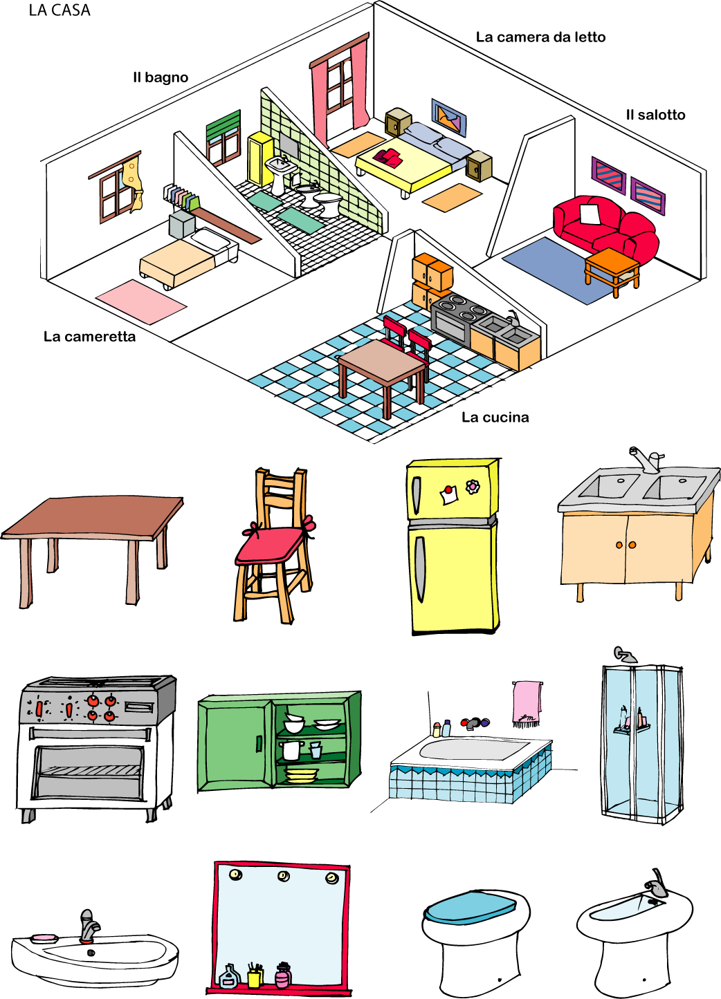 LA CASA
La camera da letto
Il bagno
Il salotto
La cameretta
La cucina